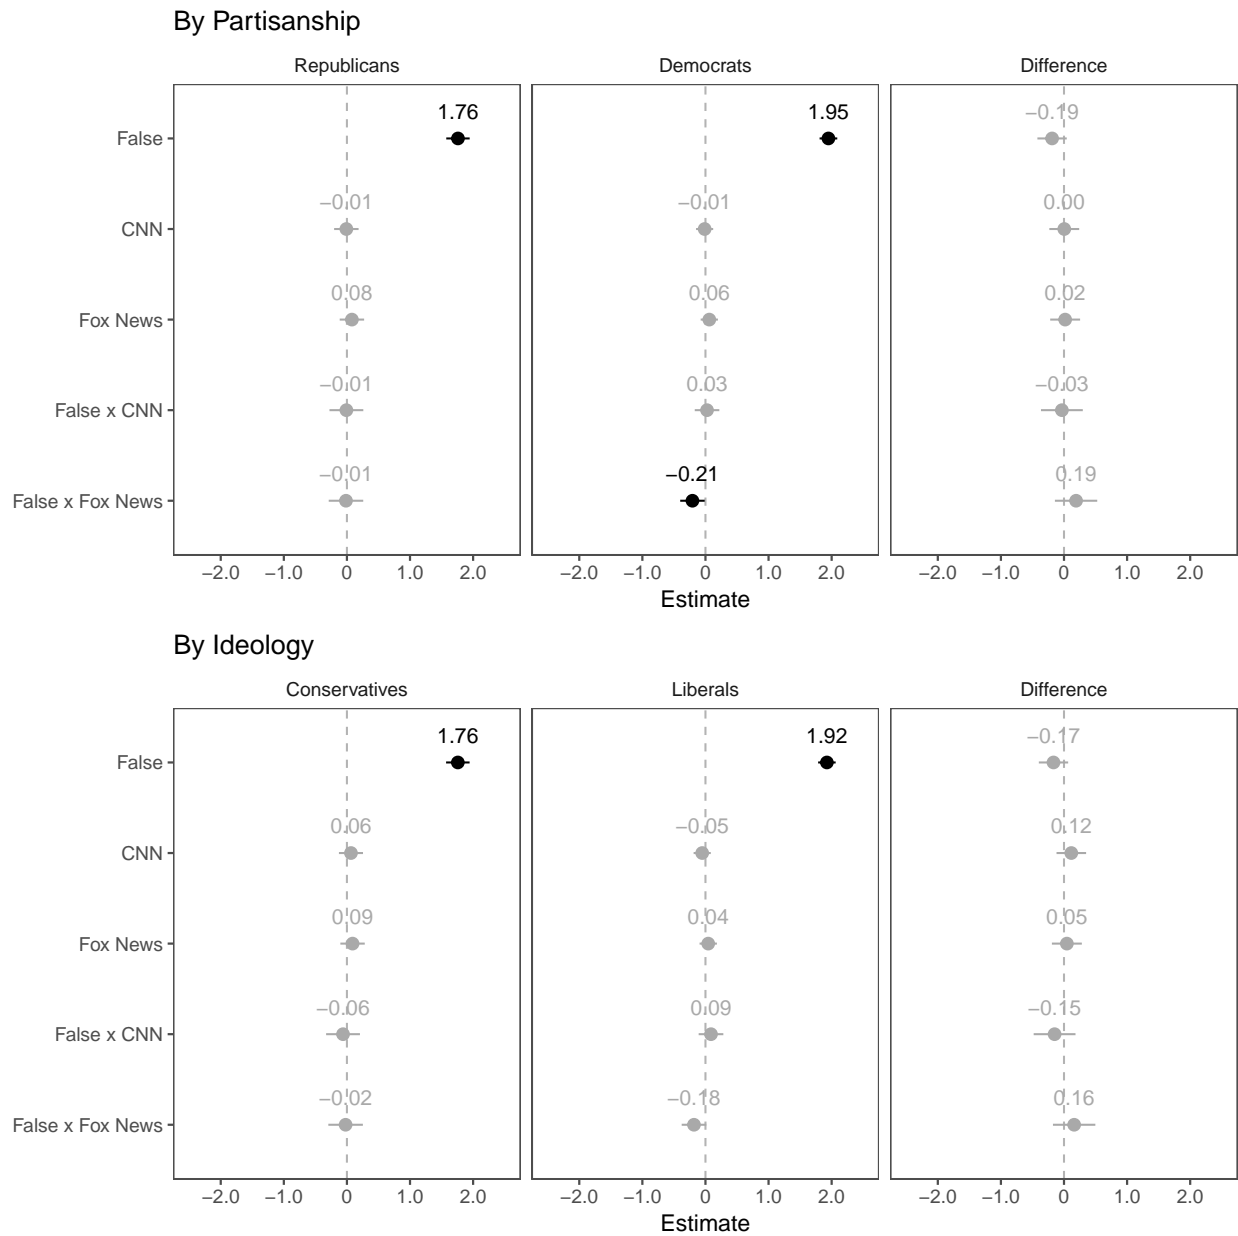 By Partisanship
Republicans Democrats Difference
False 1.76 1.95 −0.19
CNN −0.01 −0.01 0.00
Fox News 0.08 0.06 0.02
False x CNN −0.01 0.03 −0.03
False x Fox News −0.01 −0.21 0.19
−2.0 −1.0 0 1.0 2.0 −2.0 −1.0 0 1.0 2.0 −2.0 −1.0 0 1.0 2.0
Estimate
By Ideology
Conservatives Liberals Difference
False 1.76 1.92 −0.17
CNN 0.06 −0.05 0.12
Fox News 0.09 0.04 0.05
False x CNN −0.06 0.09 −0.15
False x Fox News −0.02 −0.18 0.16
−2.0 −1.0 0 1.0 2.0 −2.0 −1.0 0 1.0 2.0 −2.0 −1.0 0 1.0 2.0
Estimate